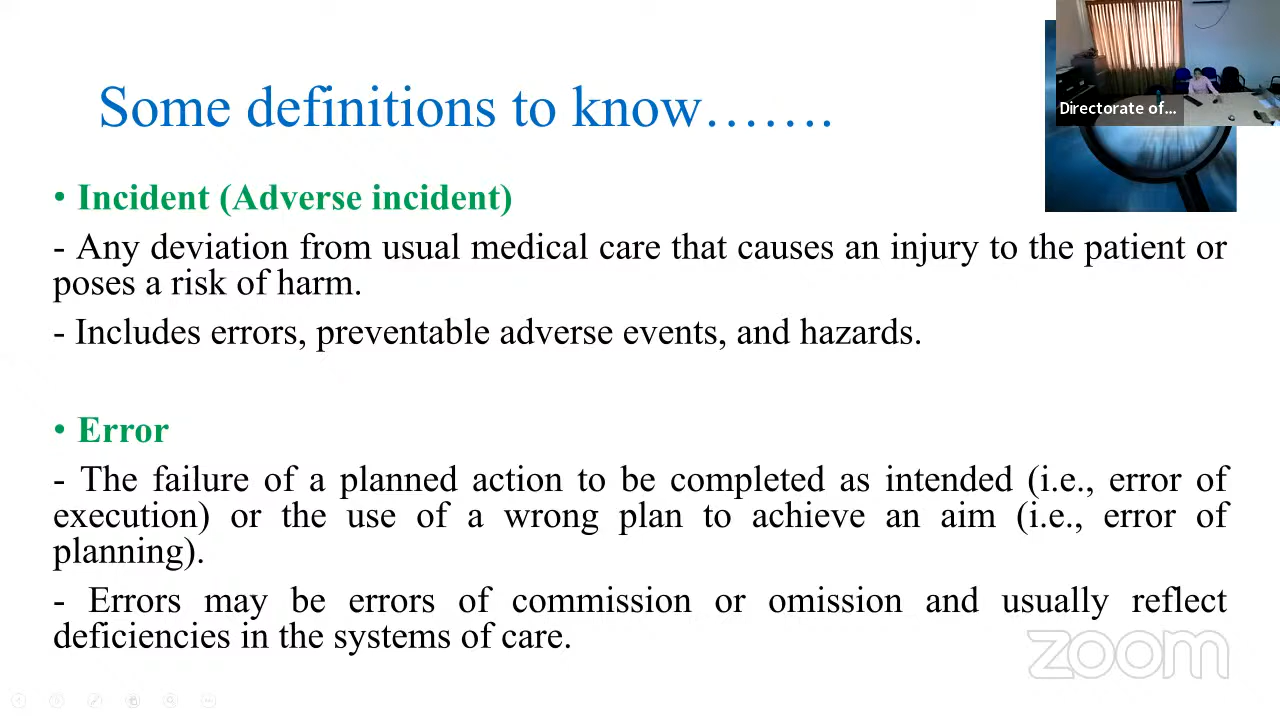 Some definitions to know…….
Directorate of...
• Incident (Adverse incident)
- Any deviation from usual medical care that causes an injury to the patient or
poses a risk of harm.
- Includes errors, preventable adverse events, and hazards.
• Error
- The failure of a planned action to be completed as intended (i.e., error of
execution) or the use of a wrong plan to achieve an aim (i.e., error of
planning).
- Errors may be errors of commission or omission and usually reflect
deficiencies in the systems of care.
zoom